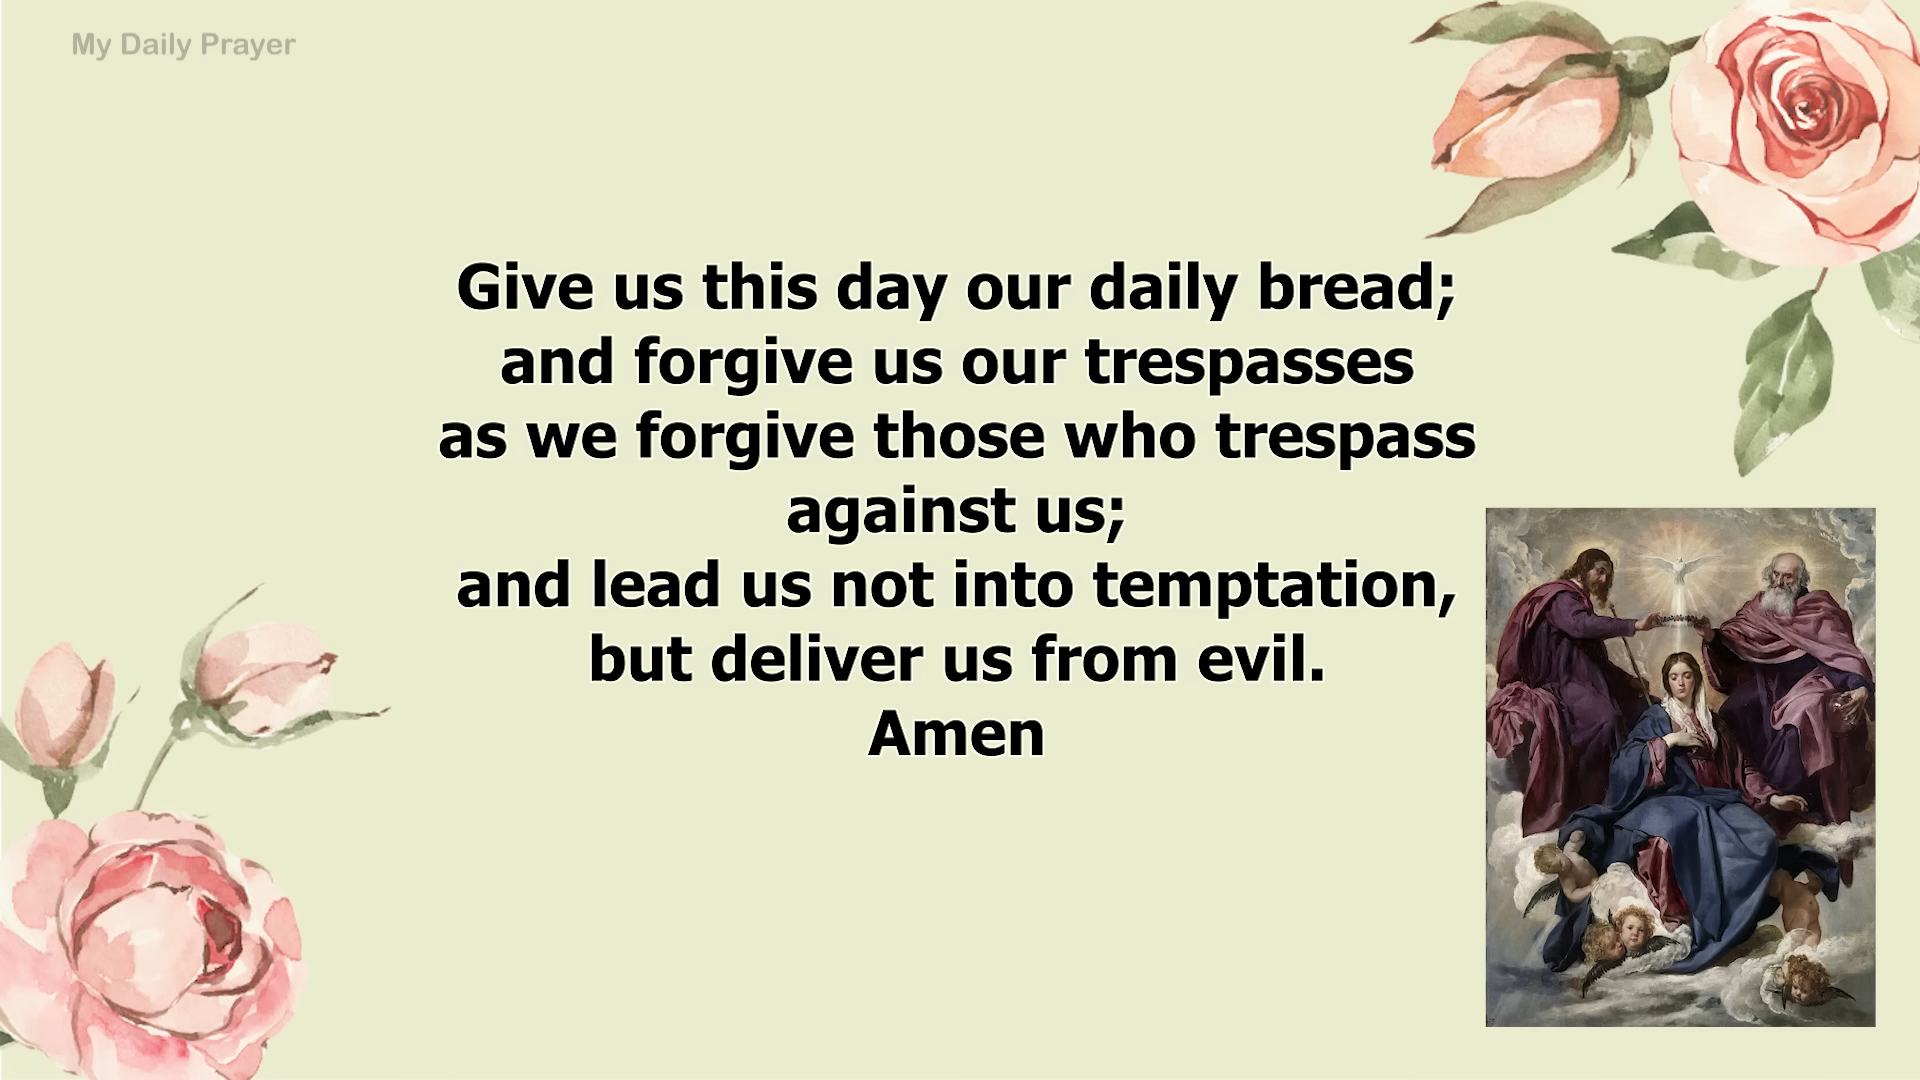 My Daily Prayer
Give us this day our daily bread;
and forgive us our trespasses
as we forgive those who trespass
against us;
and lead us not into temptation,
but deliver us from evil.
Amen